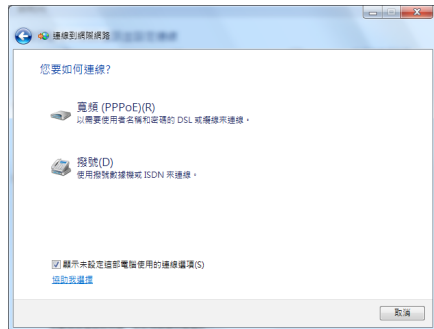 連線到網際網路
您要如何連線?
寬頻 (PPPoE)(R)
以需要使用者名稱和密碼的 DSL 或纜線來連線。
撥號(D)
使用撥號數據機或 ISDN 來連線。
顯示未設定這部電腦使用的連線選項(S)
協助我選擇
取消